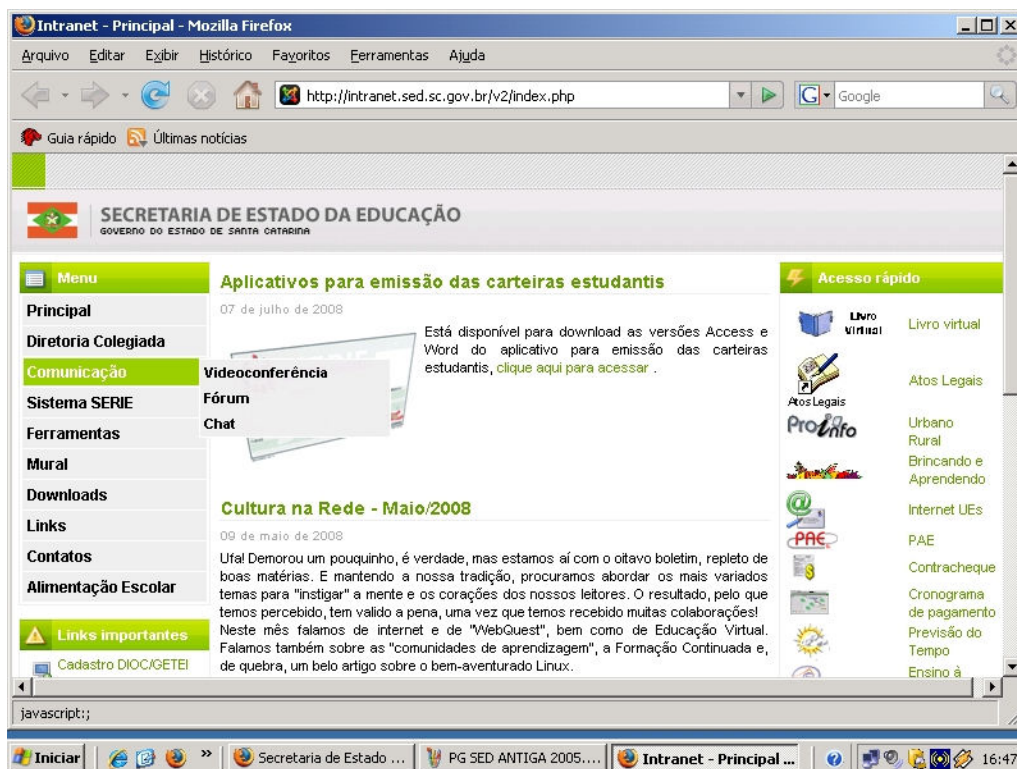 Intranet - Principal - Mozilla Firefox
Arquivo Editar Exibir Histórico Favoritos Ferramentas Ajuda
http://intranet.sed.sc.gov.br/v2/index.php
G Google
Guia rápido Últimas notícias
SECRETARIA DE ESTADO DA EDUCAÇÃO
GOVERNO DO ESTADO DE SANTA CATARINA
Menu
Principal
Diretoria Colegiada
Comunicação
Videoconferência
Fórum
Chat
Sistema SERIE
Ferramentas
Mural
Downloads
Links
Contatos
Alimentação Escolar
Links importantes
Cadastro DIOC/GETEI
Aplicativos para emissão das carteiras estudantis
07 de julho de 2008
Está disponível para download as versões Access e
Word do aplicativo para emissão das carteiras
estudantis, clique aqui para acessar .
Cultura na Rede - Maio/2008
09 de maio de 2008
Ufa! Demorou um pouquinho, é verdade, mas estamos aí com o oitavo boletim, repleto de
boas matérias. E mantendo a nossa tradição, procuramos abordar os mais variados
temas para "instigar" a mente e os corações dos nossos leitores. O resultado, pelo que
temos percebido, tem valido a pena, uma vez que temos recebido muitas colaborações!
Neste mês falamos de internet e de "WebQuest", bem como de Educação Virtual.
Falamos também sobre as "comunidades de aprendizagem", a Formação Continuada e,
de quebra, um belo artigo sobre o bem-aventurado Linux.
Acesso rápido
Livro
Virtual
Livro virtual
Atos Legais
Atos Legais
Proinfo
Urbano
Rural
Brincando e
Aprendendo
Internet UEs
PAE
PAE
Contracheque
Cronograma
de pagamento
Previsão do
Tempo
Ensino à
javascript:;
Iniciar
»
Secretaria de Estado ...
PG SED ANTIGA 2005....
Intranet - Principal ...
16:47